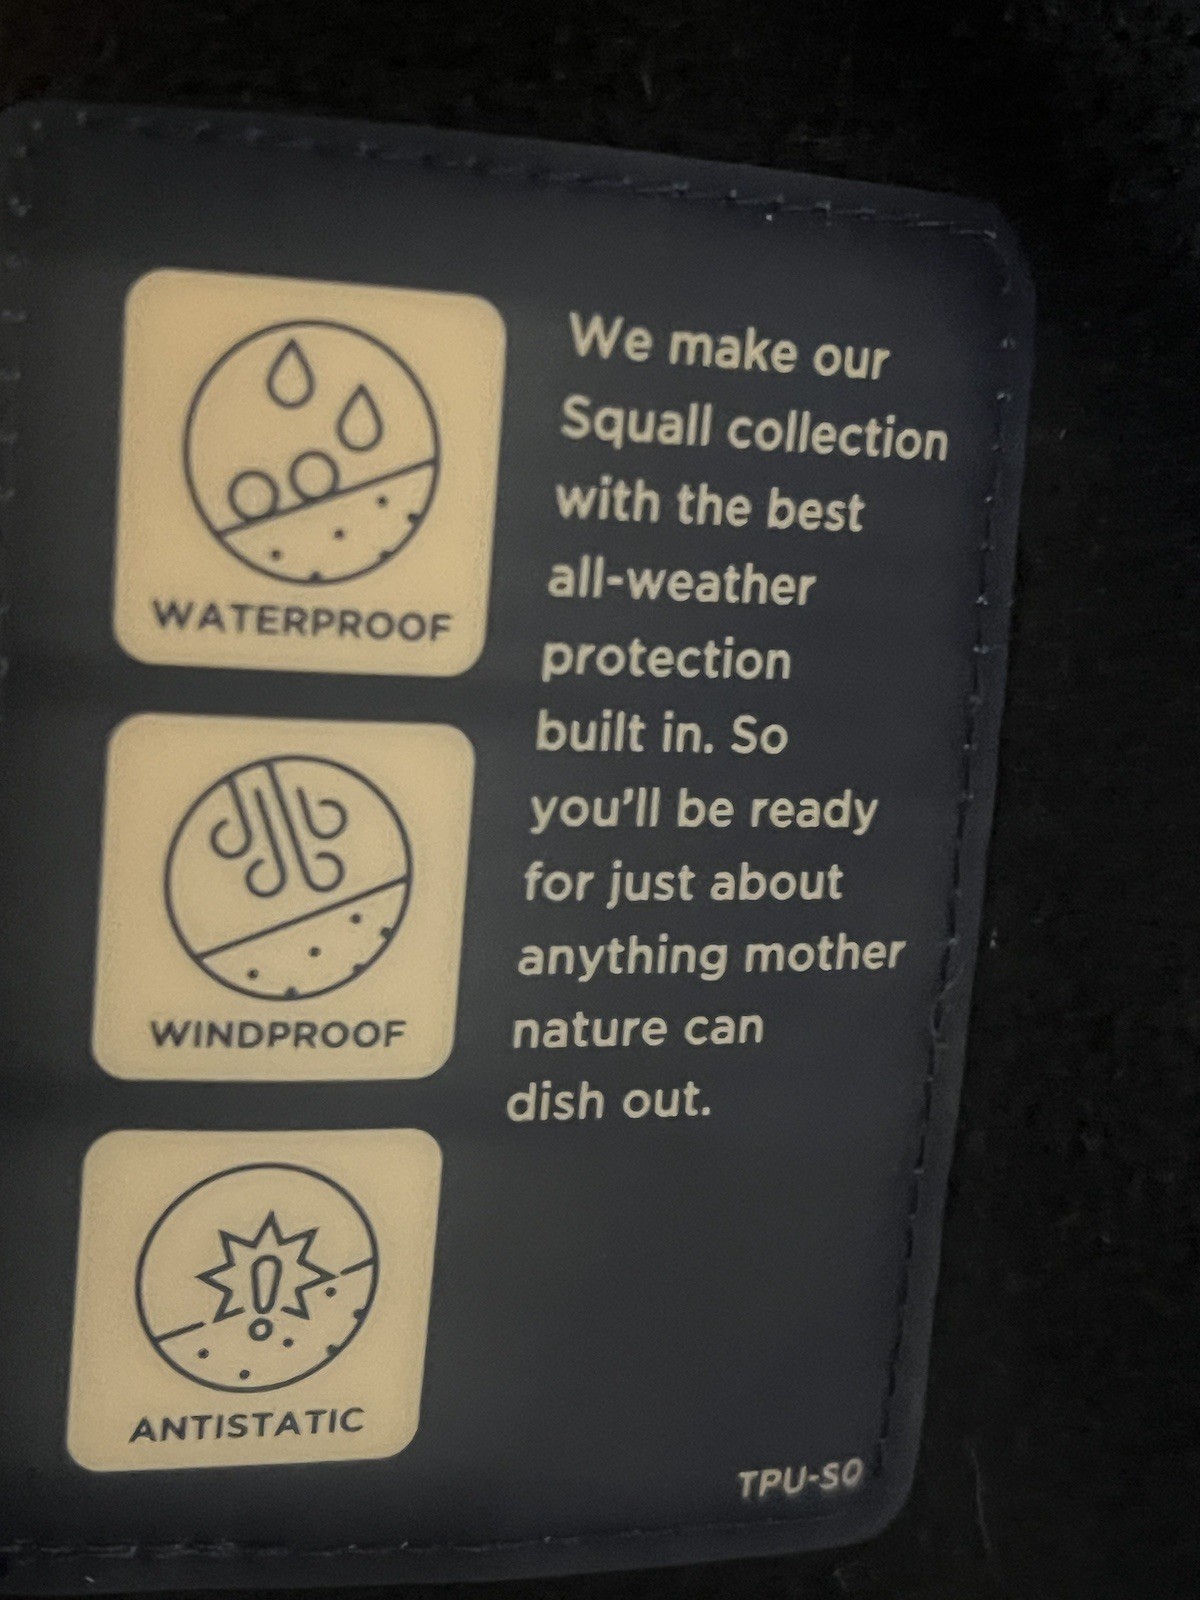 WATERPROOF
WINDPROOF
ANTISTATIC
We make our
Squall collection
with the best
all-weather
protection
built in. So
you'll be ready
for just about
anything mother
nature can
dish out.
TPU-SO